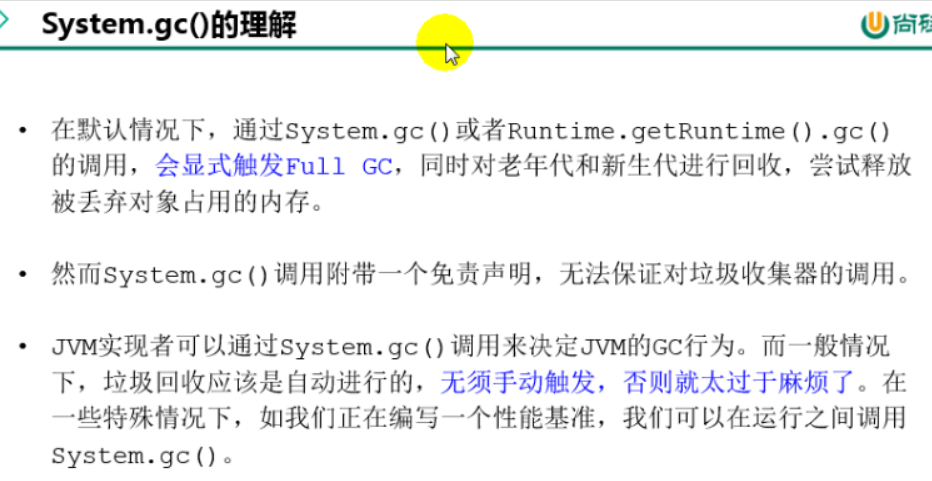 System.gc()的理解
尚硅
• 在默认情况下，通过System.gc()或者Runtime.getRuntime().gc()
的调用，会显式触发Full GC，同时对老年代和新生代进行回收，尝试释放
被丢弃对象占用的内存。
• 然而System.gc()调用附带一个免责声明，无法保证对垃圾收集器的调用。
• JVM实现者可以通过System.gc()调用来决定JVM的GC行为。而一般情况
下，垃圾回收应该是自动进行的，无须手动触发，否则就太过于麻烦了。在
一些特殊情况下，如我们正在编写一个性能基准，我们可以在运行之间调用
System.gc()。